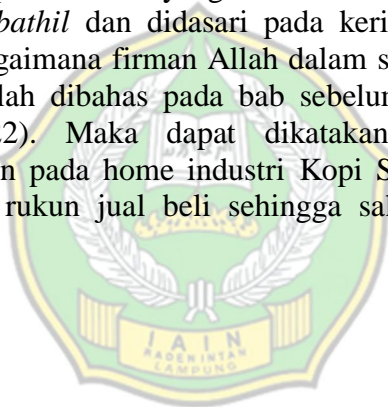 bathil dan didasari pada keri
gaimana firman Allah dalam s
lah dibahas pada bab sebelun
2). Maka dapat dikatakan
n pada home industri Kopi S
rukun jual beli sehingga sal
I A I N
RADEN INTAN
LAMPUNG